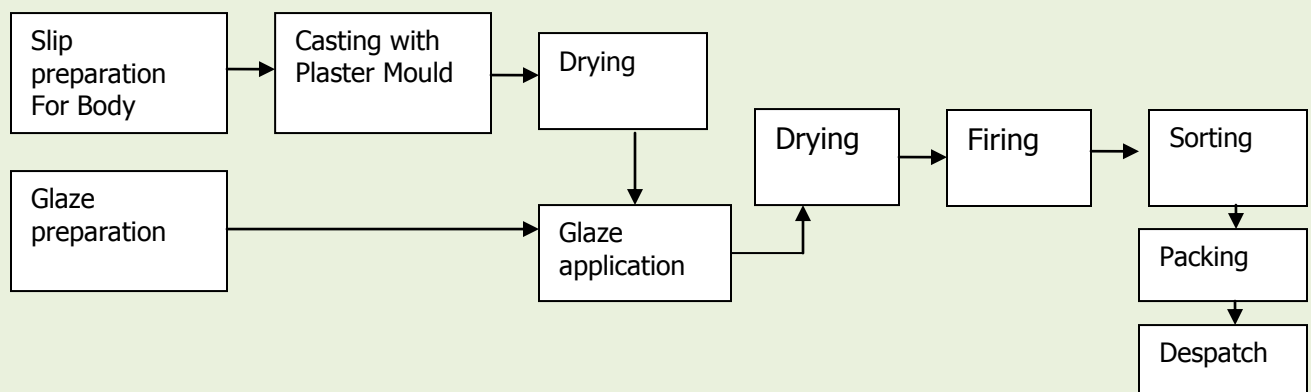 Slip
preparation
For Body
Casting with
Plaster Mould
Drying
Glaze
preparation
Glaze
application
Drying
Firing
Sorting
Packing
Despatch